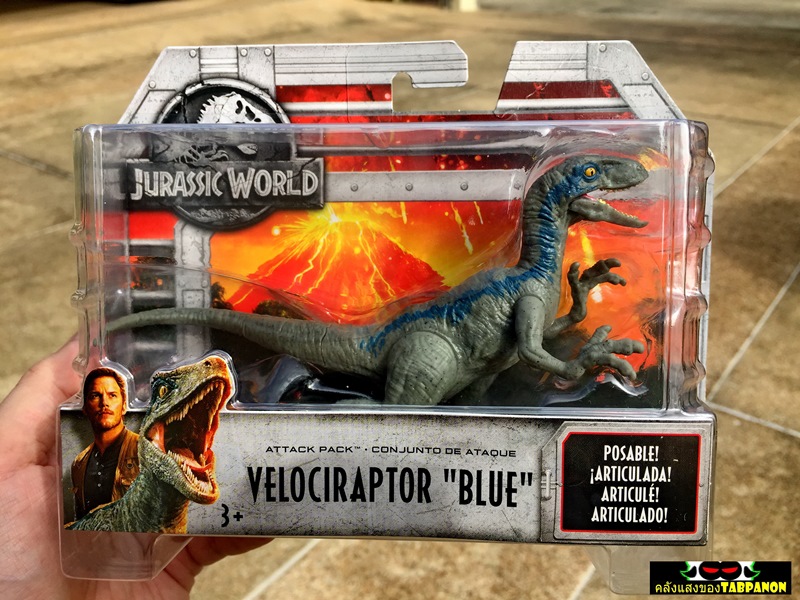 JURASSIC WORLD
ATTACK PACK™ · CONJUNTO DE ATAQUE
VELOCIRAPTOR "BLUE"
3+
POSABLE!
¡ARTICULADA!
ARTICULÉ!
ARTICULADO!
คลังแสงของTABPANON